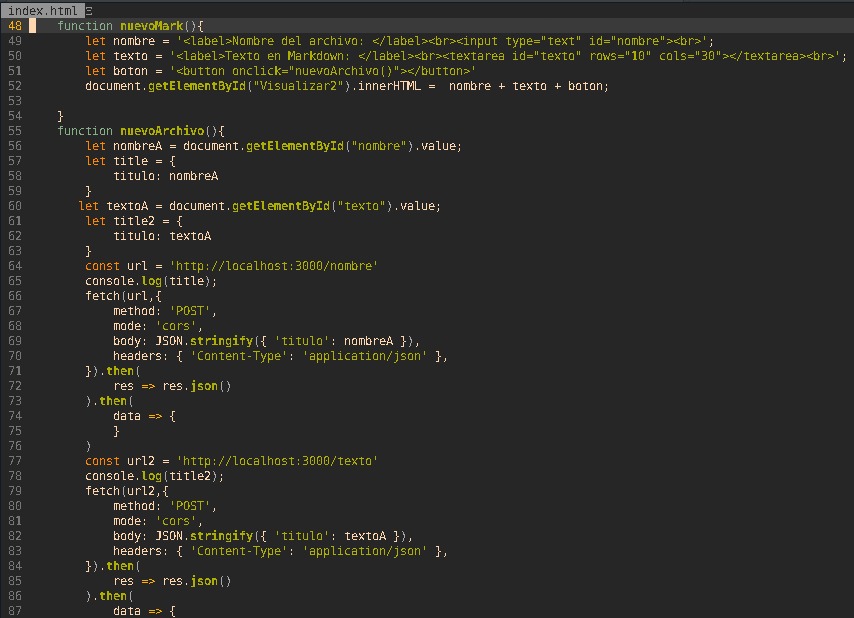 index.html
48 function nuevoMark(){
49 let nombre = '<label>Nombre del archivo: </label><br><input type="text" id="nombre"><br>';
50 let texto = '<label>Texto en Markdown: </label><br><textarea id="texto" rows="10" cols="30"></textarea><br>';
51 let boton = '<button onclick="nuevoArchivo()"></button>'
52 document.getElementById("Visualizar2").innerHTML =  nombre + texto + boton;
53
54 }
55 function nuevoArchivo(){
56 let nombreA = document.getElementById("nombre").value;
57 let title = {
58 titulo: nombreA
59 }
60 let textoA = document.getElementById("texto").value;
61 let title2 = {
62 titulo: textoA
63 }
64 const url = 'http://localhost:3000/nombre'
65 console.log(title);
66 fetch(url,{
67 method: 'POST',
68 mode: 'cors',
69 body: JSON.stringify({ 'titulo': nombreA }),
70 headers: { 'Content-Type': 'application/json' },
71 }).then(
72 res => res.json()
73 ).then(
74 data => {
75 }
76 )
77 const url2 = 'http://localhost:3000/texto'
78 console.log(title2);
79 fetch(url2,{
80 method: 'POST',
81 mode: 'cors',
82 body: JSON.stringify({ 'titulo': textoA }),
83 headers: { 'Content-Type': 'application/json' },
84 }).then(
85 res => res.json()
86 ).then(
87 data => {